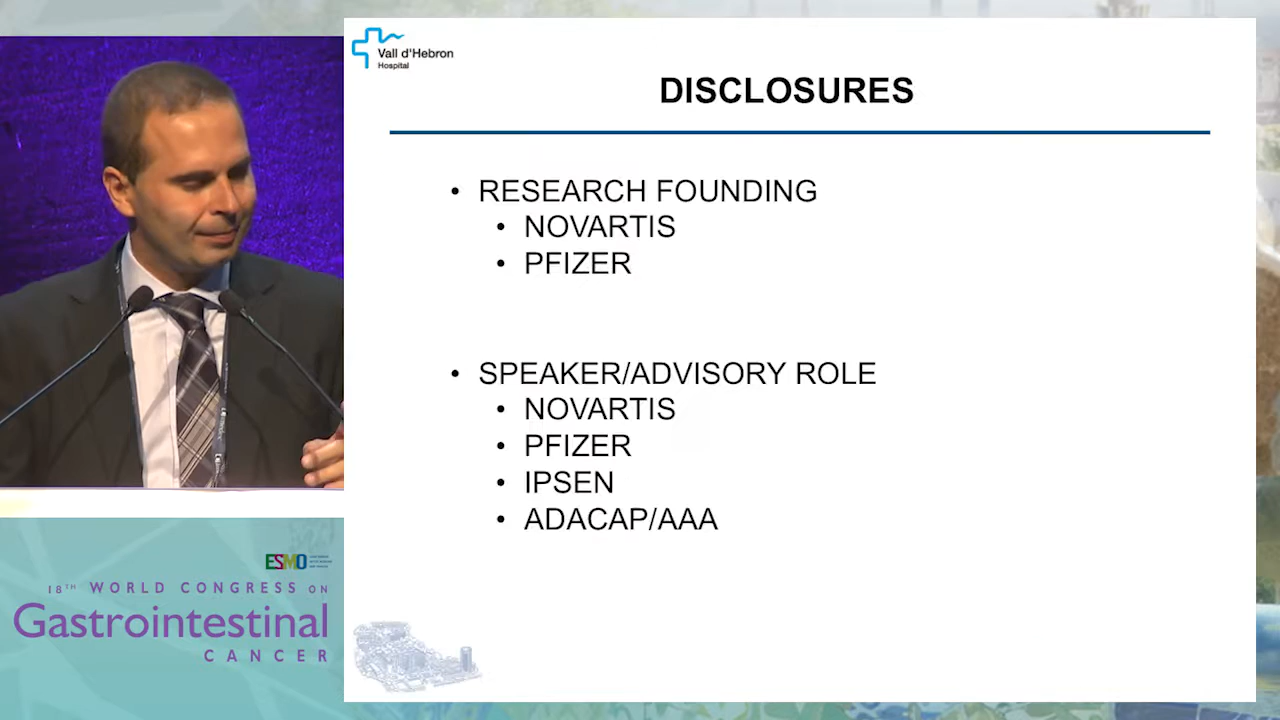 Vall d'Hebron
Hospital
DISCLOSURES
• RESEARCH FOUNDING
• NOVARTIS
• PFIZER
• SPEAKER/ADVISORY ROLE
• NOVARTIS
• PFIZER
• IPSEN
• ADACAP/AAA
ESMO
18TH WORLD CONGRESS ON
Gastrointestinal
CANCER